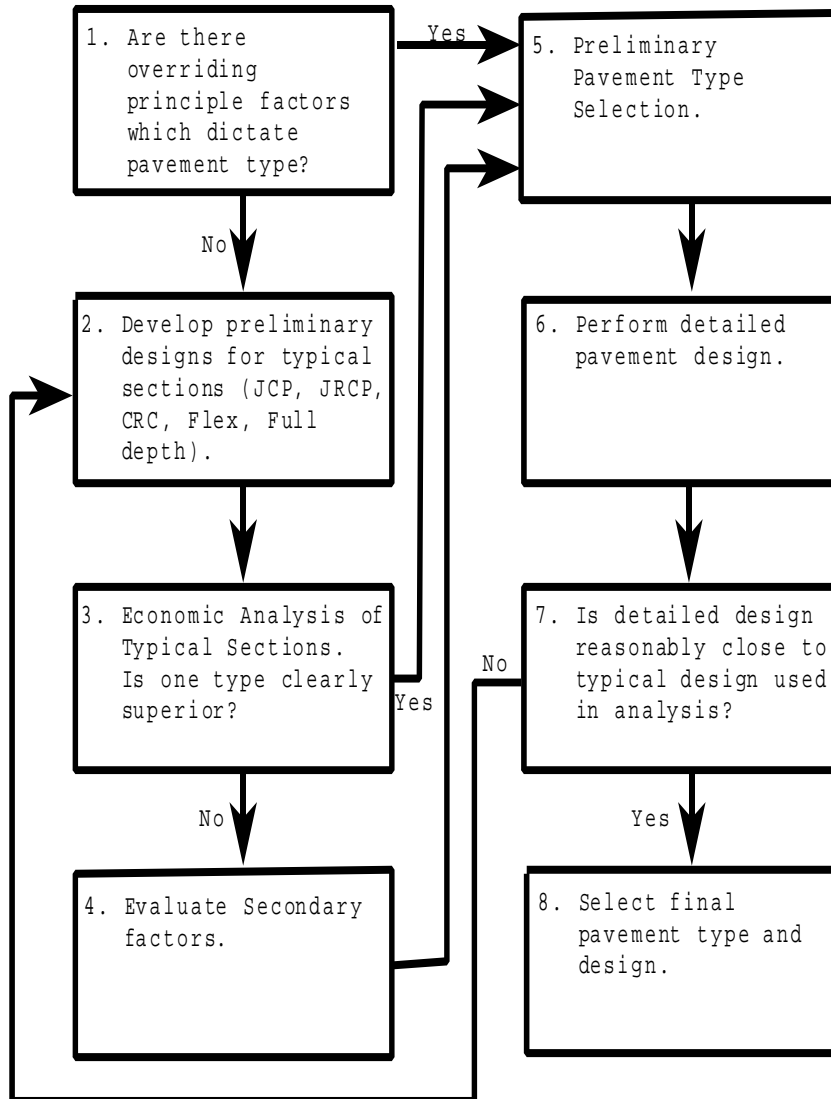 1. Are there
overriding
principle factors
which dictate
pavement type?
Yes
No
2. Develop preliminary
designs for typical
sections (JCP, JRCP,
CRC, Flex, Full
depth).
3. Economic Analysis of
Typical Sections.
Is one type clearly
superior?
Yes
No
4. Evaluate Secondary
factors.
5. Preliminary
Pavement Type
Selection.
6. Perform detailed
pavement design.
7. Is detailed design
reasonably close to
typical design used
in analysis?
No
Yes
8. Select final
pavement type and
design.